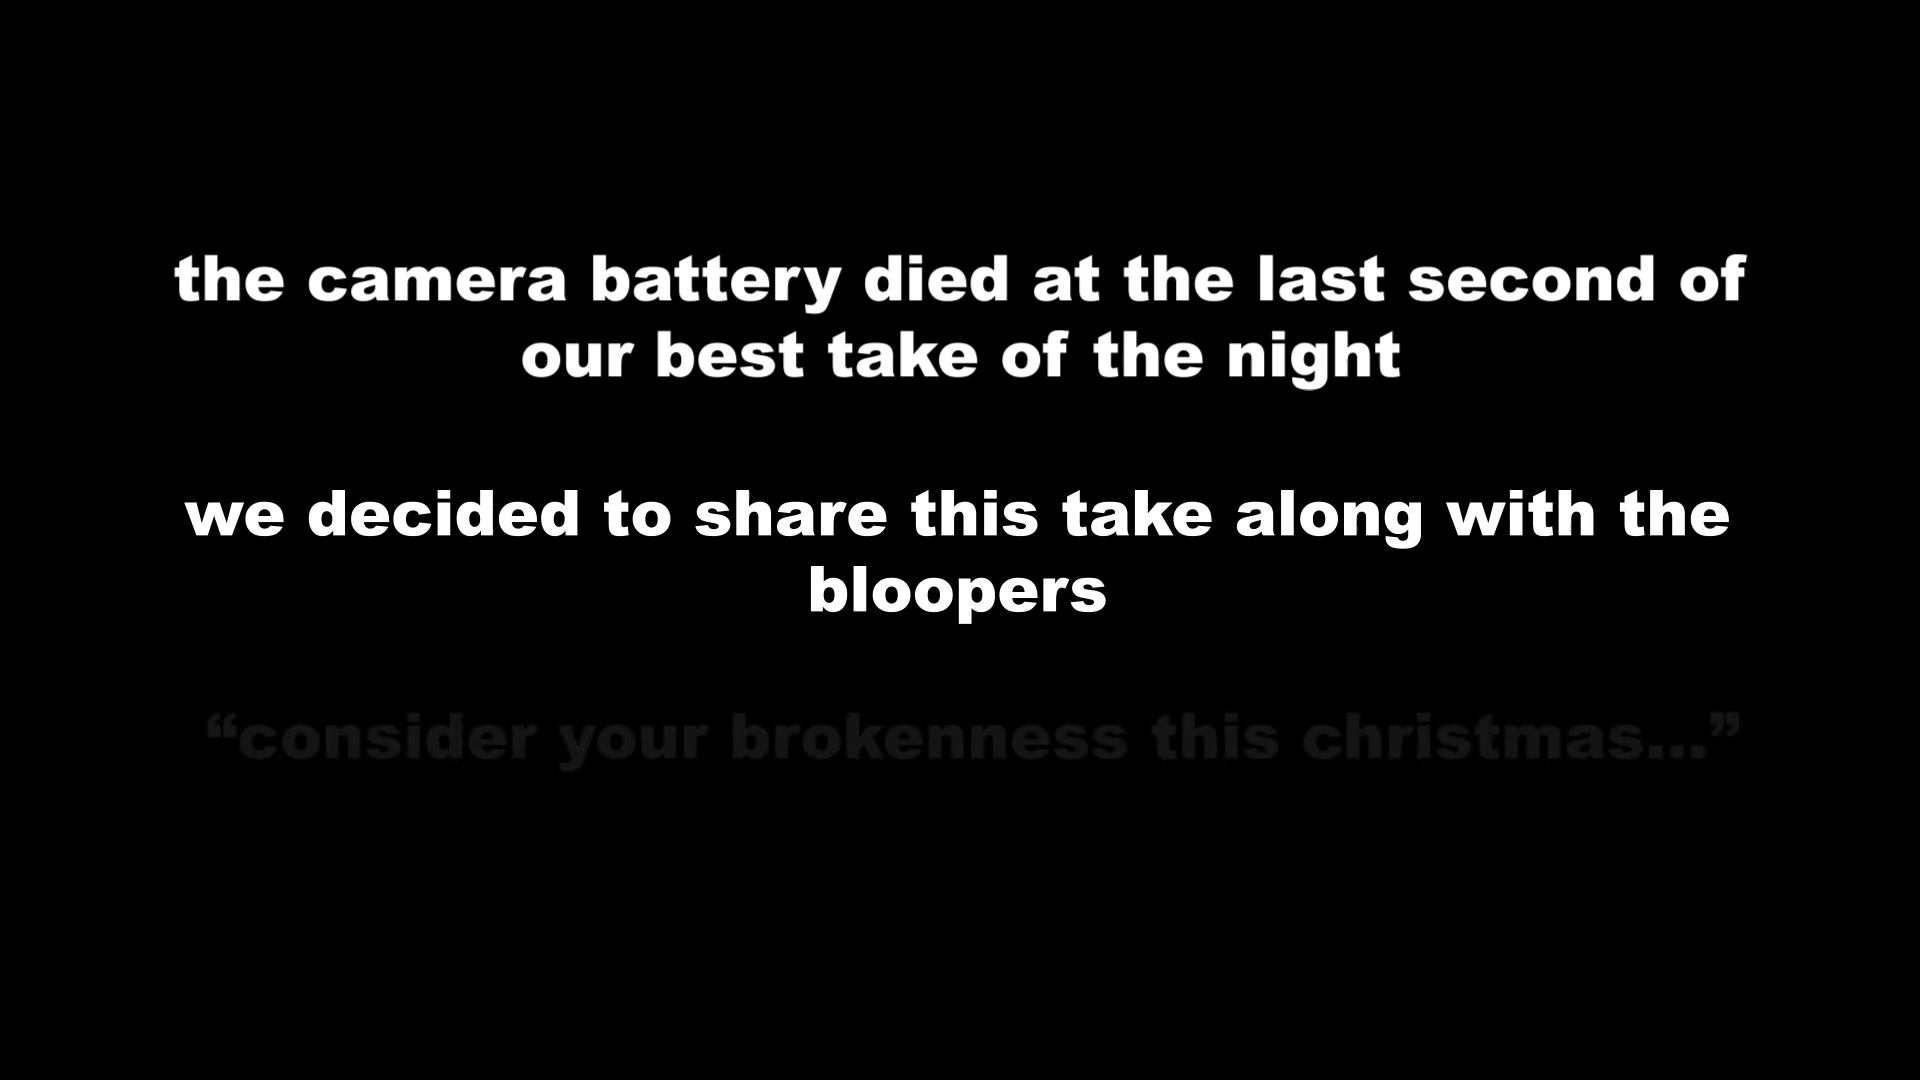 the camera battery died at the last second of
our best take of the night
we decided to share this take along with the
bloopers
“consider your brokenness this christmas...”